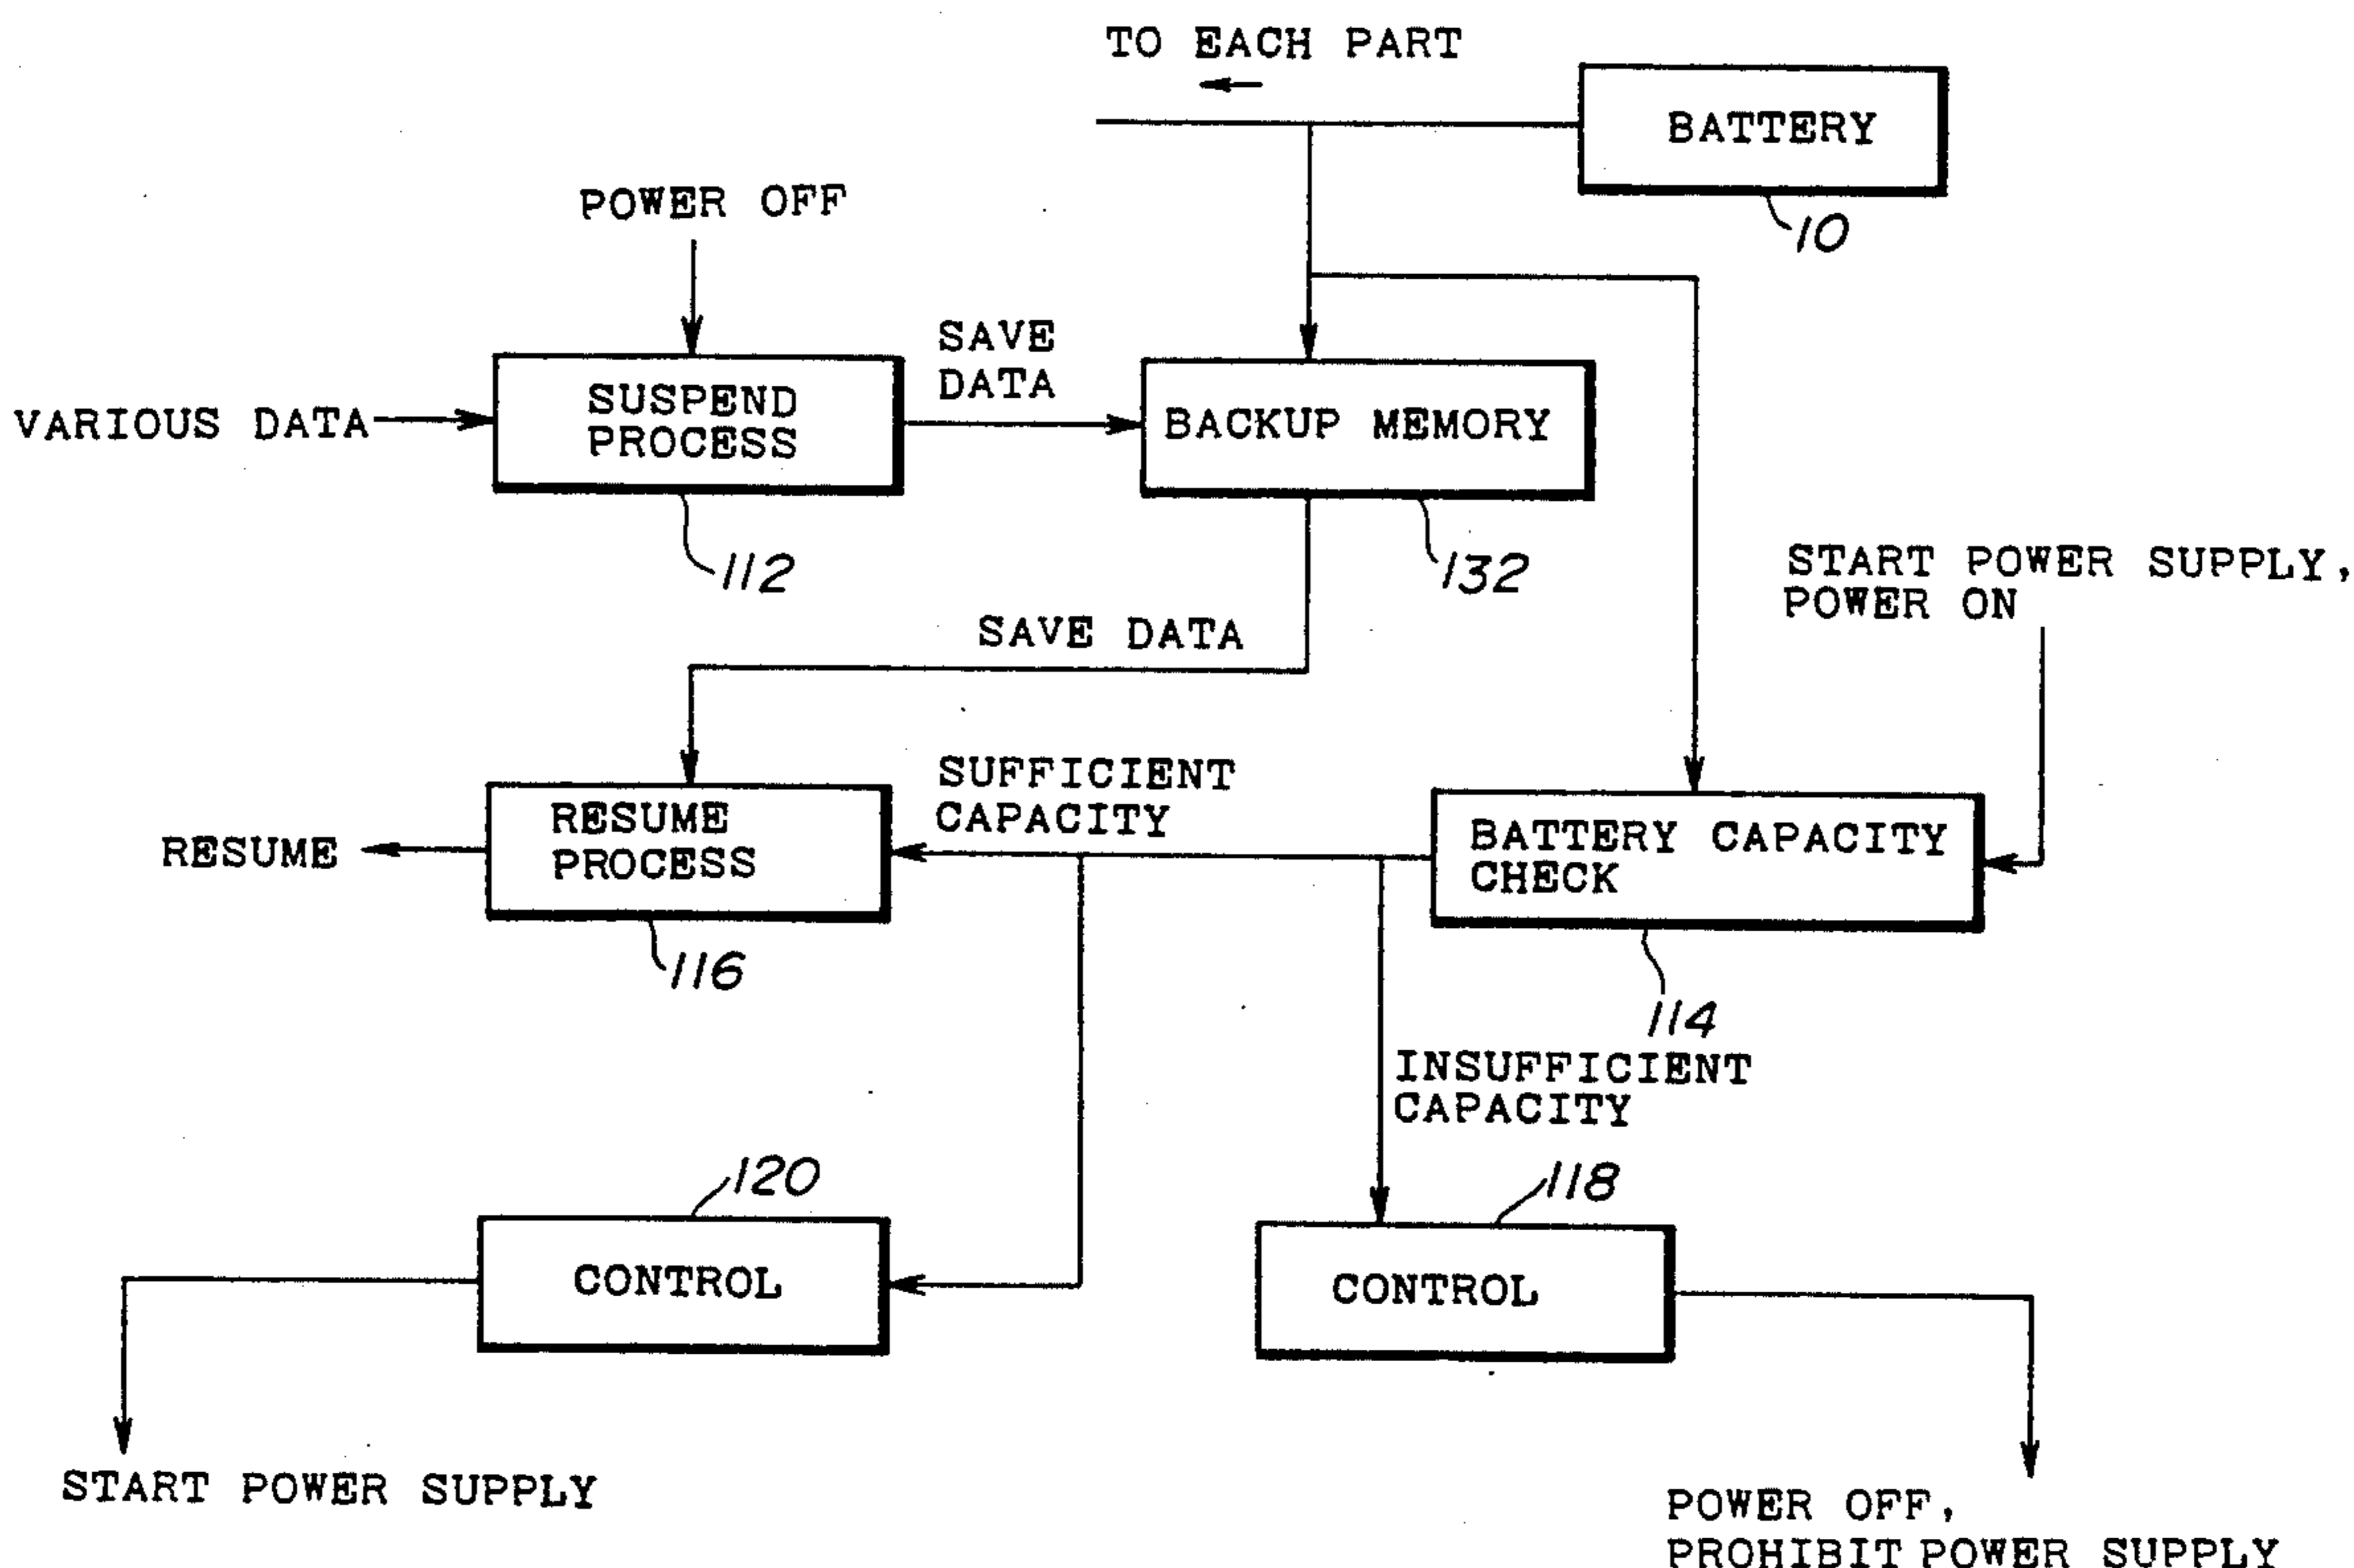 TO EACH PART
BATTERY
10
POWER OFF
SAVE
DATA
VARIOUS DATA
SUSPEND
PROCESS
BACKUP MEMORY
112
132
START POWER SUPPLY,
POWER ON
SAVE DATA
SUFFICIENT
CAPACITY
RESUME
RESUME
PROCESS
BATTERY CAPACITY
CHECK
116
114
INSUFFICIENT
CAPACITY
120
118
CONTROL
CONTROL
START POWER SUPPLY
POWER OFF,
PROHIBIT POWER SUPPLY